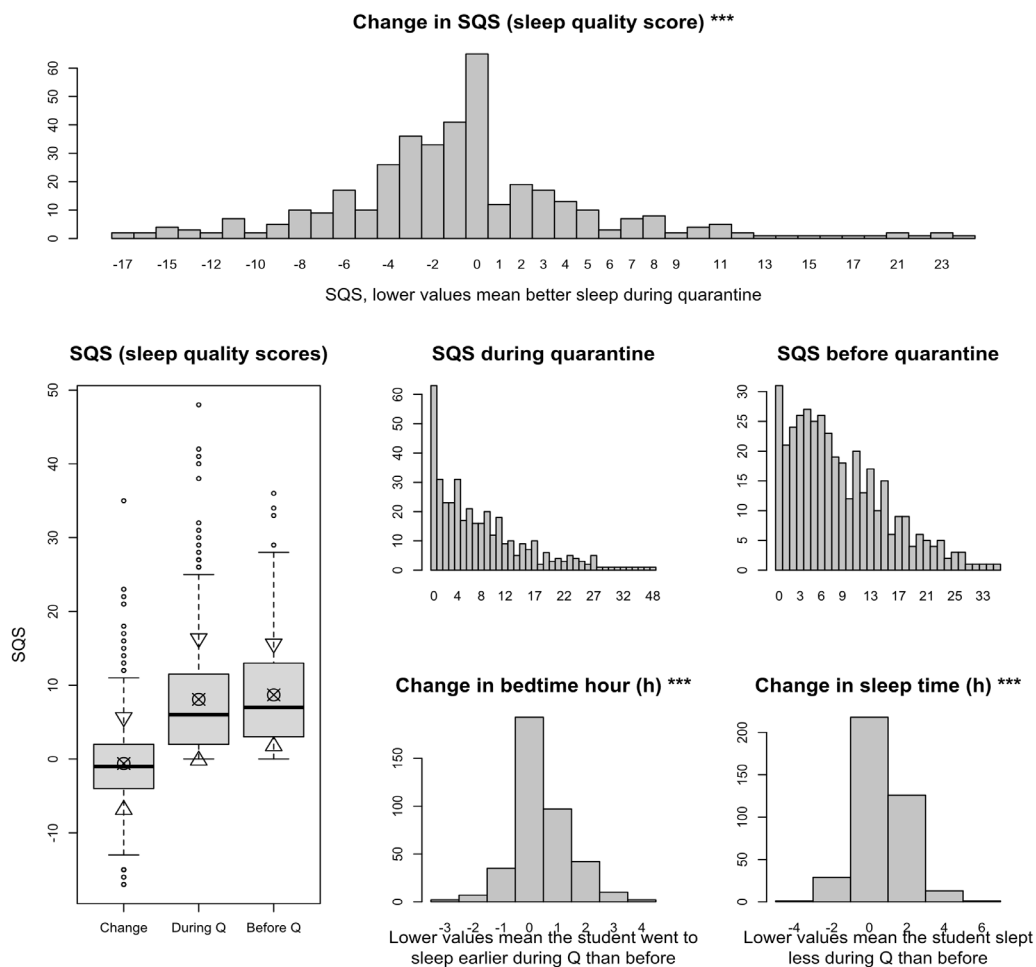 Change in SQS (sleep quality score) ***
60
50
40
30
20
10
0
-17 -15 -12 -10 -8 -6 -4 -2 0 1 2 3 4 5 6 7 8 9 11 13 15 17 21 23
SQS, lower values mean better sleep during quarantine
SQS (sleep quality scores)
SQS
50
40
30
20
10
0
-10
Change During Q Before Q
SQS during quarantine
60
50
40
30
20
10
0
0 4 8 12 17 22 27 32 48
SQS before quarantine
30
25
20
15
10
5
0
0 3 6 9 13 17 21 25 33
Change in bedtime hour (h) ***
150
100
50
0
-3 -2 -1 0 1 2 3 4
Lower values mean the student went to
sleep earlier during Q than before
Change in sleep time (h) ***
200
150
100
50
0
-4 -2 0 2 4 6
Lower values mean the student slept
less during Q than before